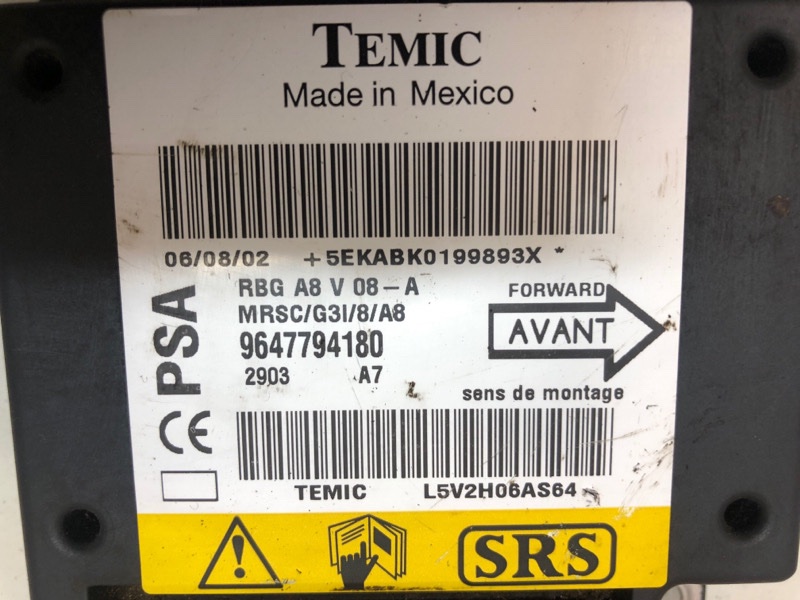 TEMIC
Made in Mexico
06/08/02 +5EKABK0199893X *
RBG A8 V 08-A
MRSC/G3I/8/A8
9647794180
2903 A7
PSA
CE
FORWARD
AVANT
sens de montage
TEMIC L5V2H06AS64
SRS